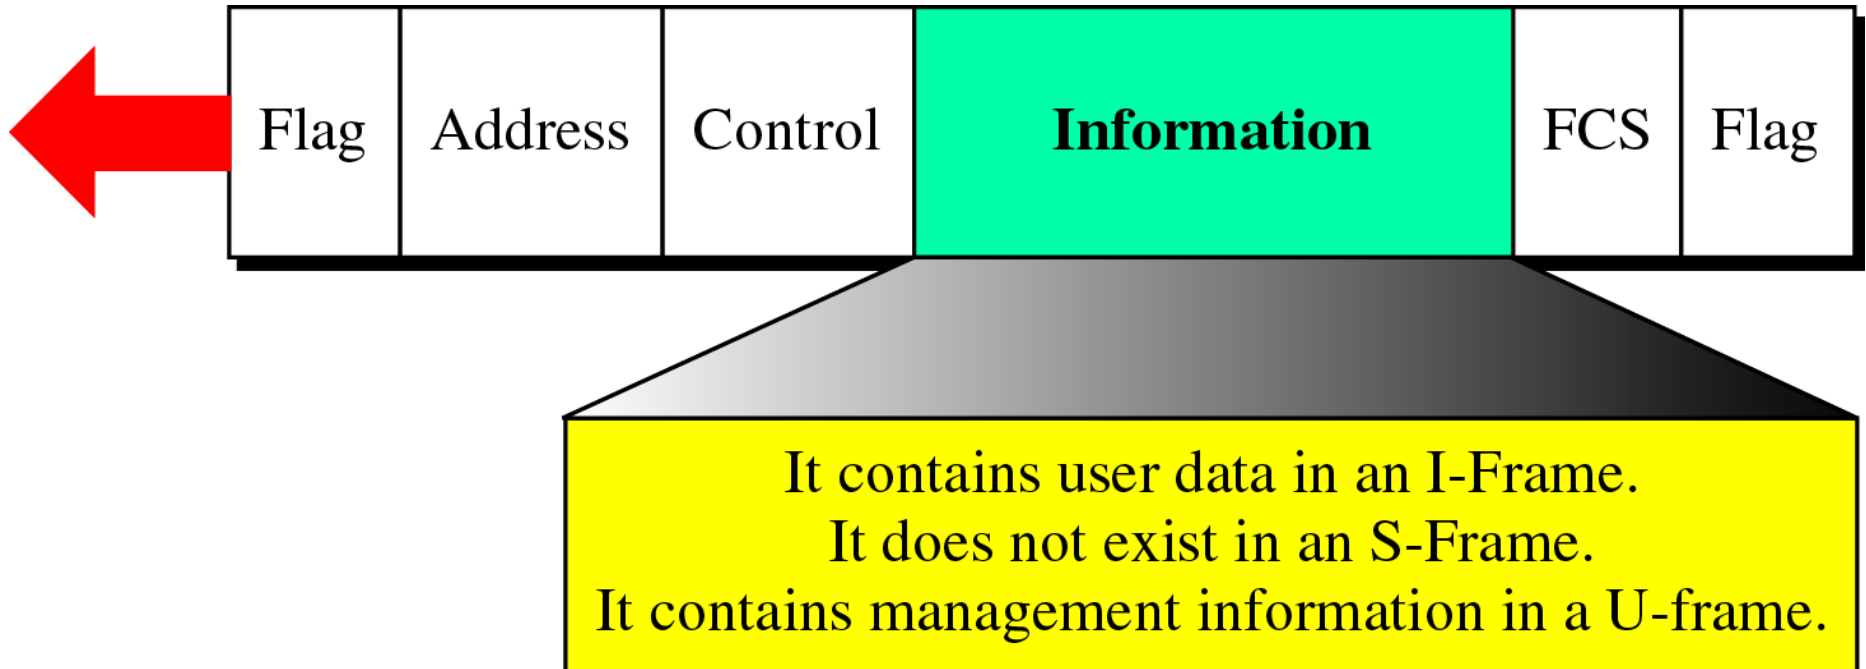 Flag Address Control Information FCS Flag
It contains user data in an I-Frame.
It does not exist in an S-Frame.
It contains management information in a U-frame.